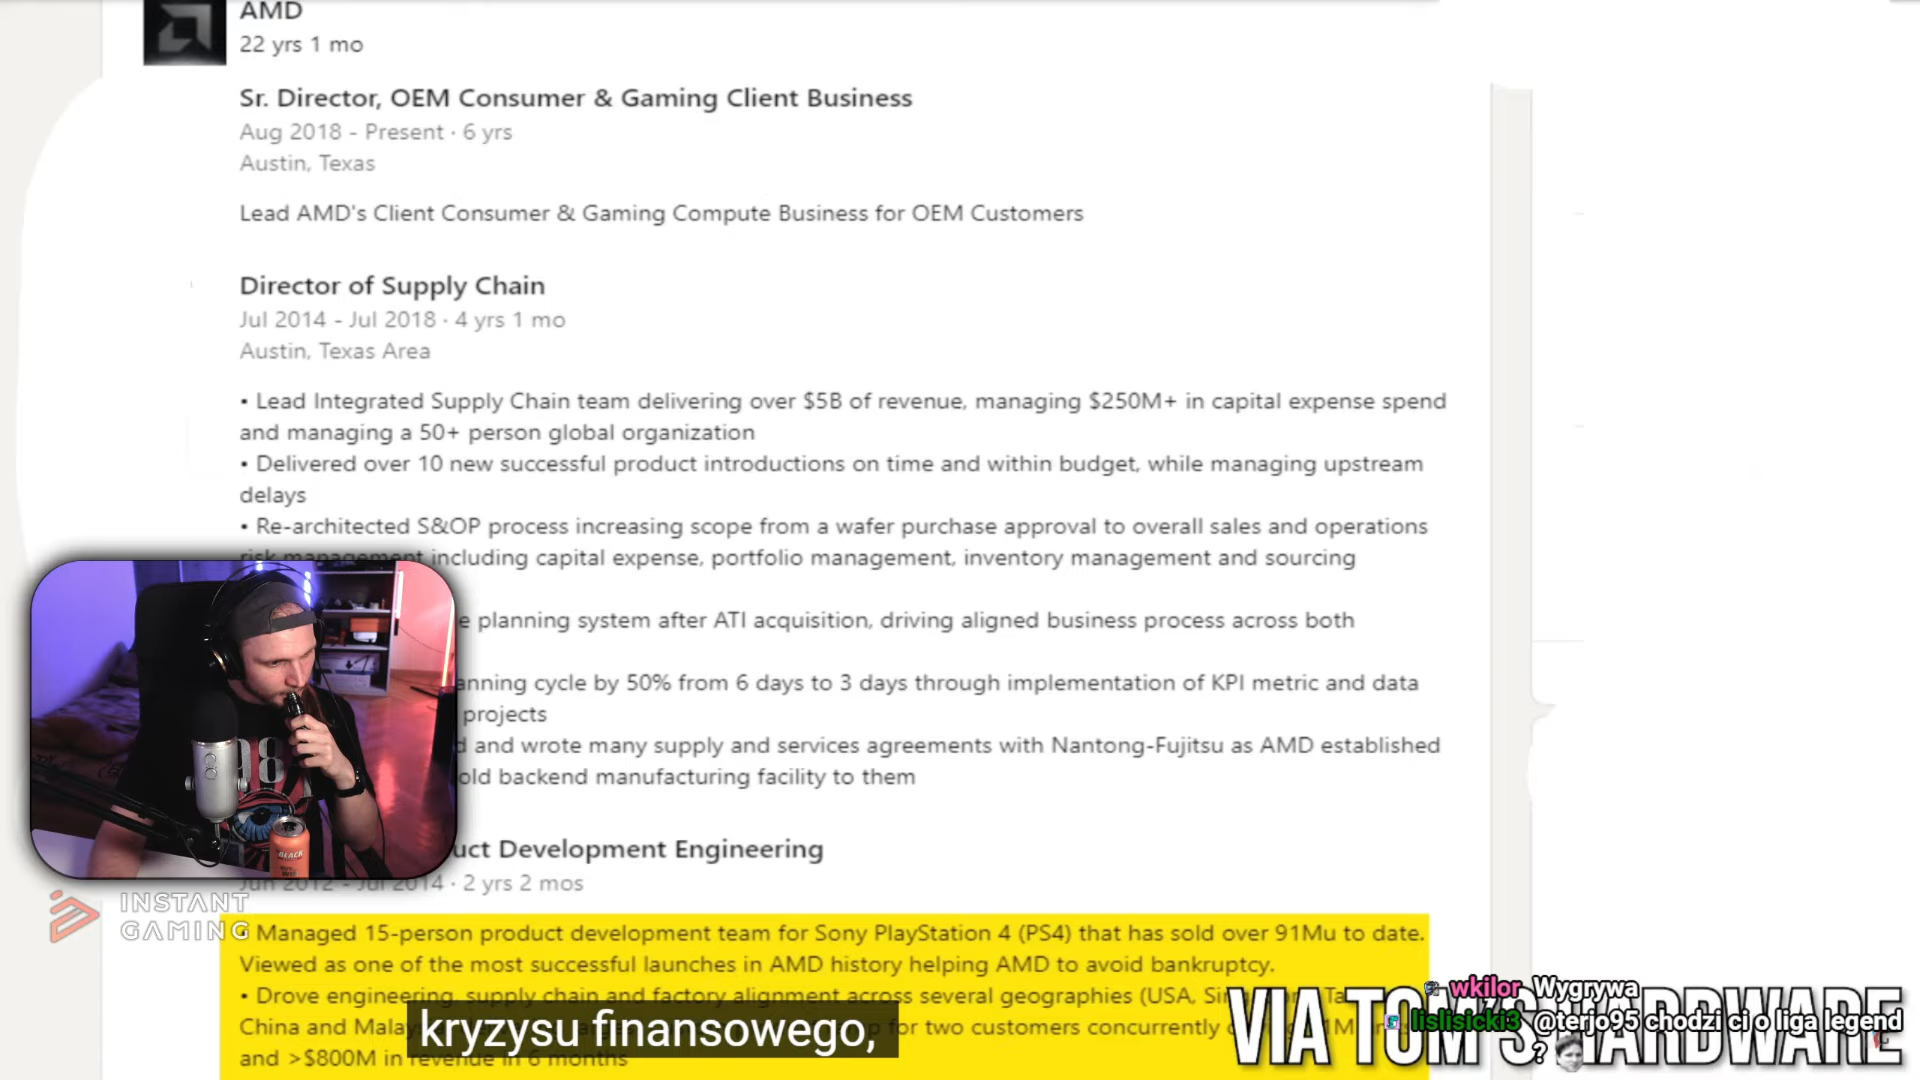 AMD
22 yrs 1 mo
Sr. Director, OEM Consumer & Gaming Client Business
Aug 2018 - Present · 6 yrs
Austin, Texas
Lead AMD's Client Consumer & Gaming Compute Business for OEM Customers
Director of Supply Chain
Jul 2014 - Jul 2018 · 4 yrs 1 mo
Austin, Texas Area
• Lead Integrated Supply Chain team delivering over $5B of revenue, managing $250M+ in capital expense spend
and managing a 50+ person global organization
• Delivered over 10 new successful product introductions on time and within budget, while managing upstream
delays
• Re-architected S&OP process increasing scope from a wafer purchase approval to overall sales and operations
risk management including capital expense, portfolio management, inventory management and sourcing
planning system after ATI acquisition, driving aligned business process across both
cycle by 50% from 6 days to 3 days through implementation of KPI metric and data
projects
and wrote many supply and services agreements with Nantong-Fujitsu as AMD established
backend manufacturing facility to them
Development Engineering
Jun 2012 - Jul 2014 · 2 yrs 2 mos
• Managed 15-person product development team for Sony PlayStation 4 (PS4) that has sold over 91Mu to date.
Viewed as one of the most successful launches in AMD history helping AMD to avoid bankruptcy.
• Drove engineering, supply chain and factory alignment across several geographies (USA,
China and for two customers concurrently
and >$800M in revenue in 6 months
INSTANT
GAMING
BLACK
kryzysu finansowego,
VIA TOM'S HARDWARE
wkilor Wygrywa
lislisicki3 @terjo95 chodzi ci o liga legend
?